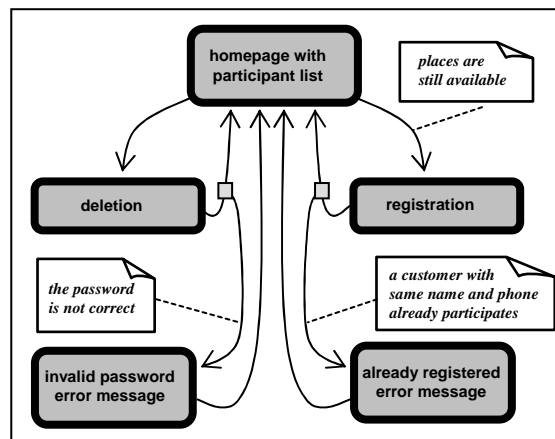 homepage with
participant list
places are
still available
deletion
registration
the password
is not correct
a customer with
same name and phone
already participates
invalid password
error message
already registered
error message